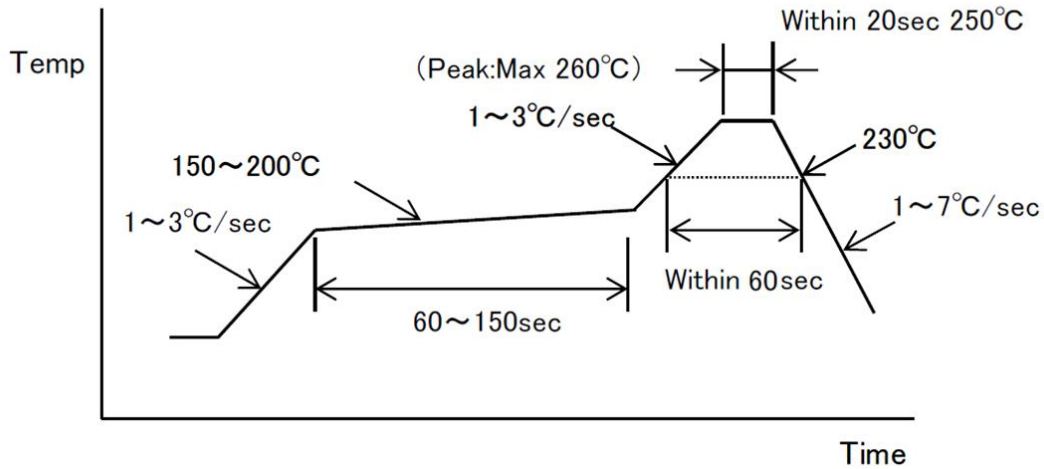 Within 20sec 250℃
Temp
(Peak:Max 260℃)
1～3℃/sec
230℃
150～200℃
1～3℃/sec
1～7℃/sec
Within 60sec
60～150sec
Time